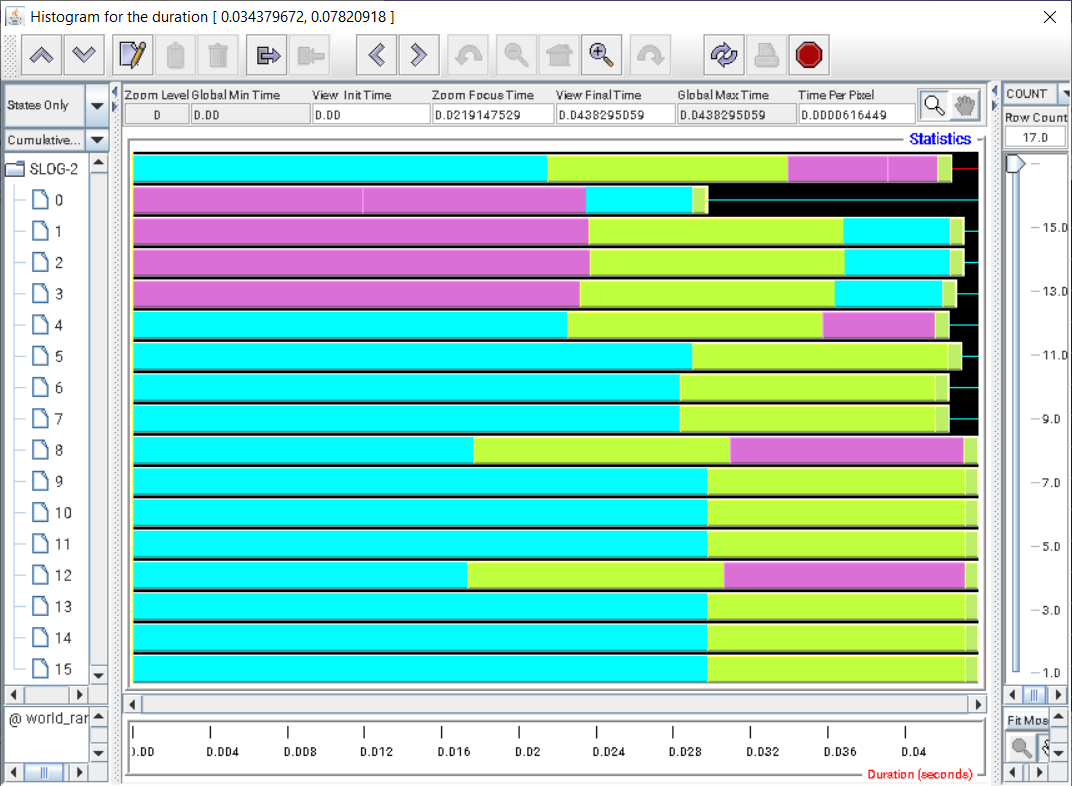 Histogram for the duration [ 0.034379672, 0.07820918 ]
States Only
Zoom Level Global Min Time View Init Time Zoom Focus Time View Final Time Global Max Time Time Per Pixel
0 0.00 0.00 0.0219147529 0.0438295059 0.0438295059 0.0000616449
COUNT
Row Count
17.0
Cumulative...
Statistics
SLOG-2
0
1
2
3
4
5
6
7
8
9
10
11
12
13
14
15
15.0
13.0
11.0
9.0
7.0
5.0
3.0
1.0
@ world_rar
0.00 0.004 0.008 0.012 0.016 0.02 0.024 0.028 0.032 0.036 0.04
Duration (seconds)
Fit Mos